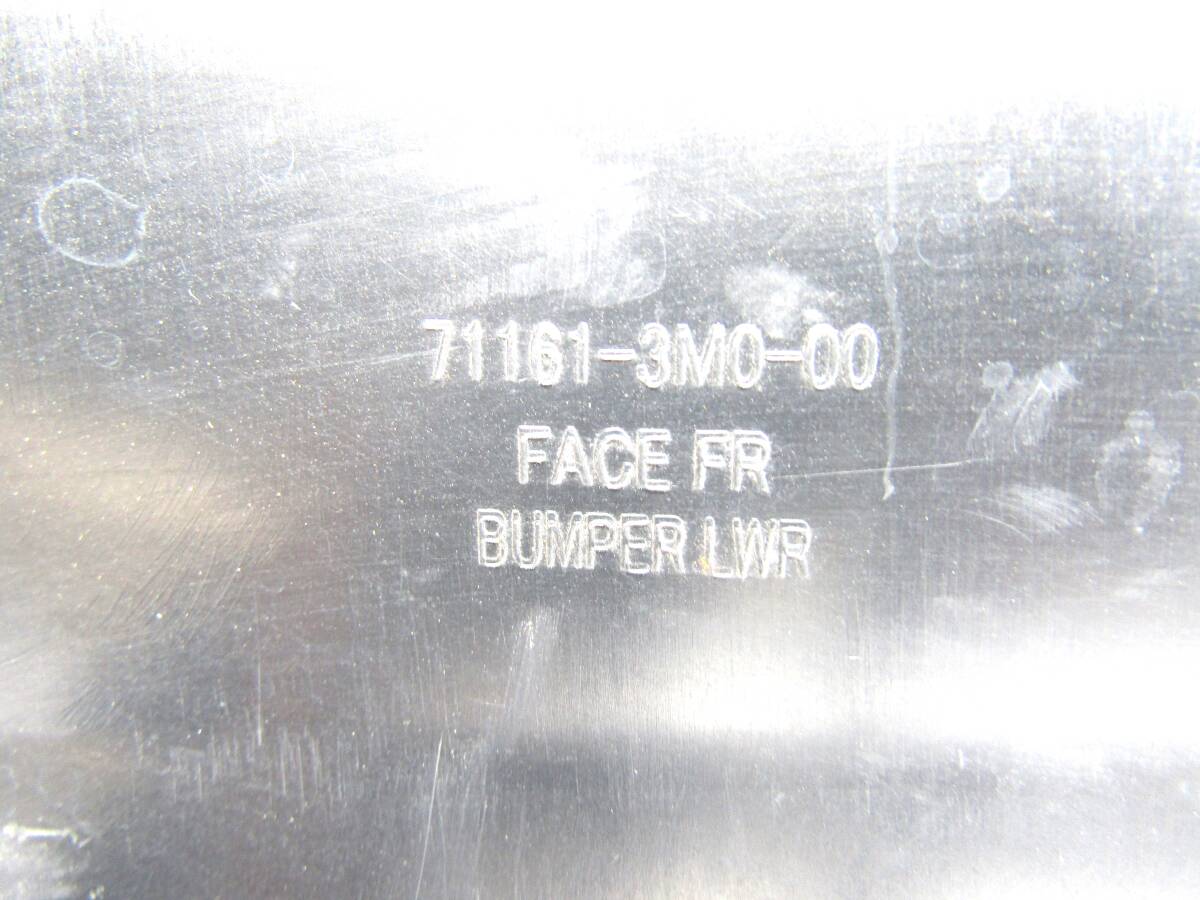 71161-3M0-00
FACE FR
BUMPER LWR